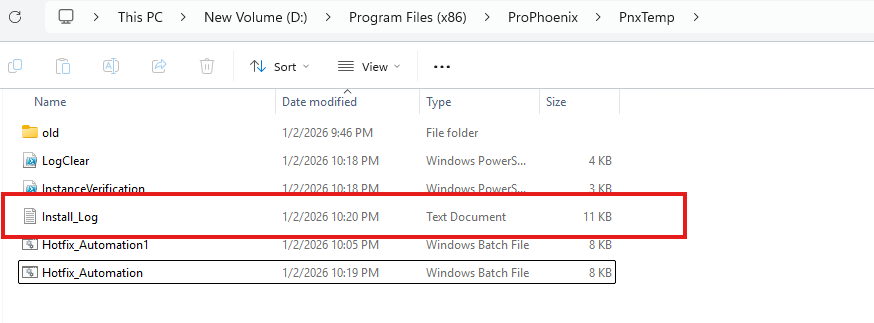 This PC > New Volume (D:) > Program Files (x86) > ProPhoenix > PnxTemp >
Sort View ...
Name Date modified Type Size
old 1/2/2026 9:46 PM File folder
LogClear 1/2/2026 10:18 PM Windows PowerS... 4 KB
InstanceVerification 1/2/2026 10:18 PM Windows PowerS... 3 KB
Install_Log 1/2/2026 10:20 PM Text Document 11 KB
Hotfix_Automation1 1/2/2026 10:05 PM Windows Batch File 8 KB
Hotfix_Automation 1/2/2026 10:19 PM Windows Batch File 8 KB